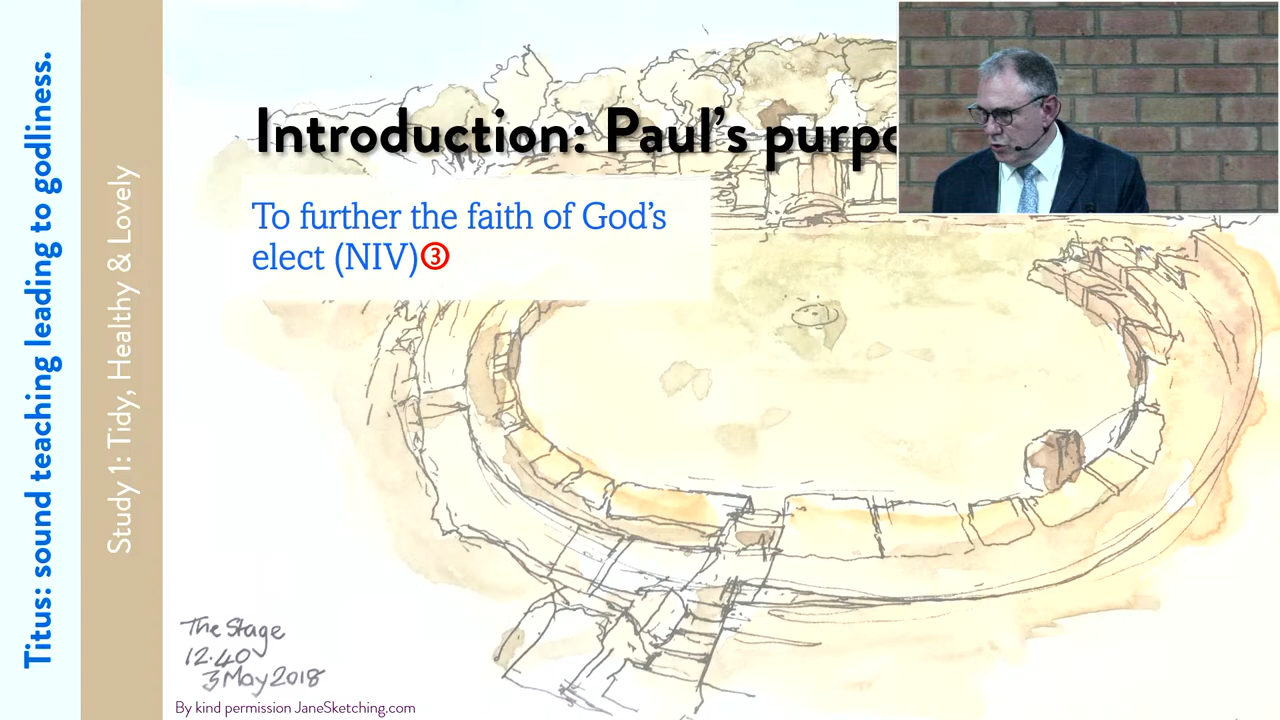 Titus: sound teaching leading to godliness.
Study 1: Tidy, Healthy & Lovely
Introduction: Paul's purpo
To further the faith of God's
elect (NIV)③
The Stage
12.40
3 May 2018
By kind permission JaneSketching.com